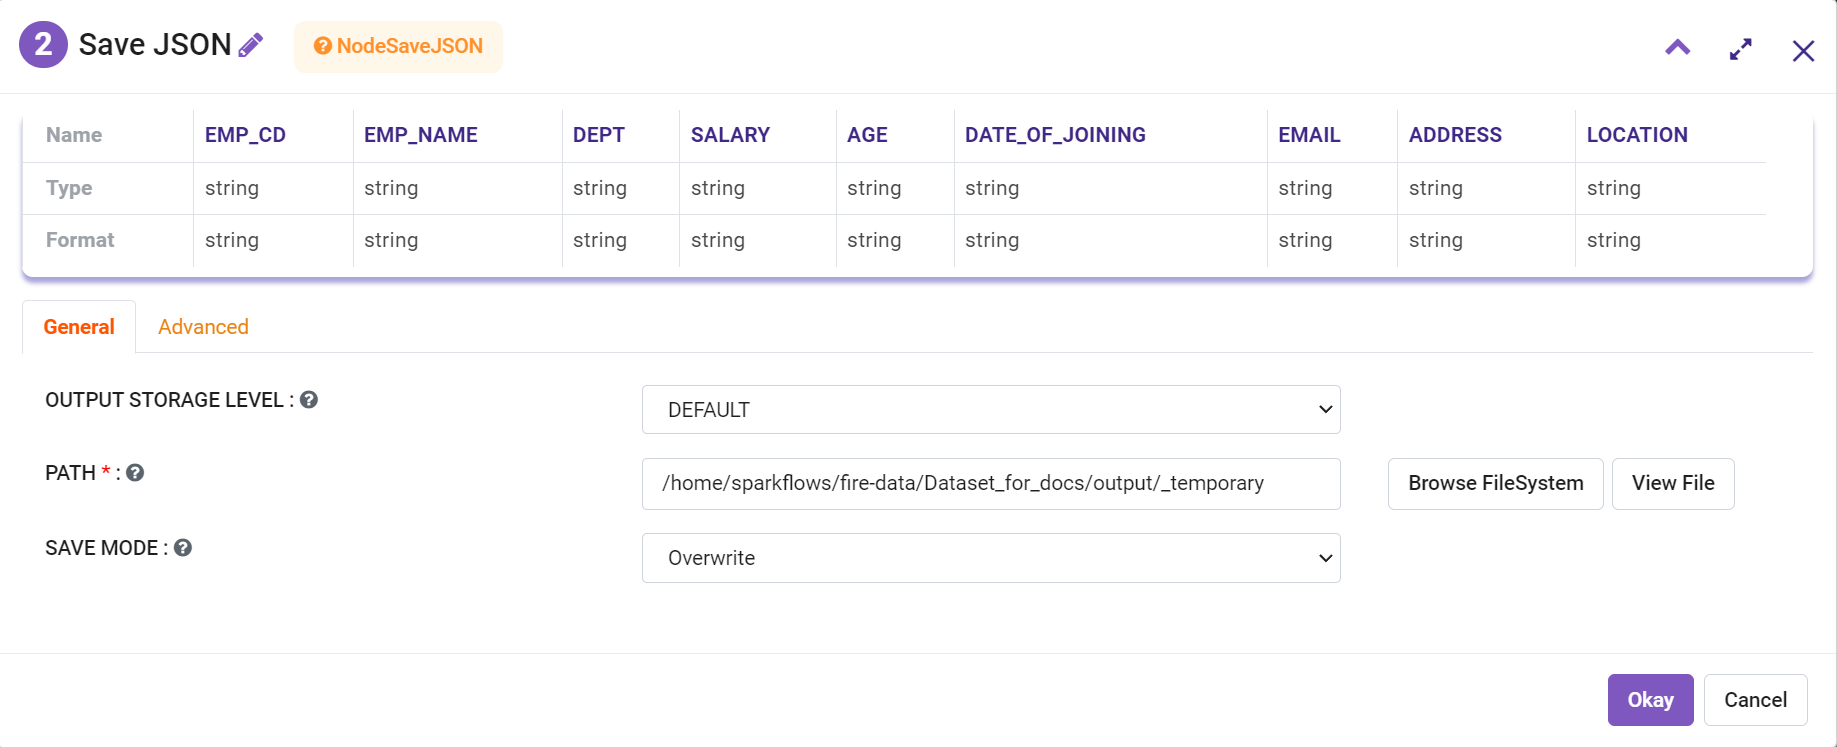 2 Save JSON NodeSaveJSON
Name EMP_CD EMP_NAME DEPT SALARY AGE DATE_OF_JOINING EMAIL ADDRESS LOCATION
Type string string string string string string string string string
Format string string string string string string string string string
General Advanced
OUTPUT STORAGE LEVEL : DEFAULT
PATH * : /home/sparkflows/fire-data/Dataset_for_docs/output/_temporary Browse FileSystem View File
SAVE MODE : Overwrite
Okay Cancel